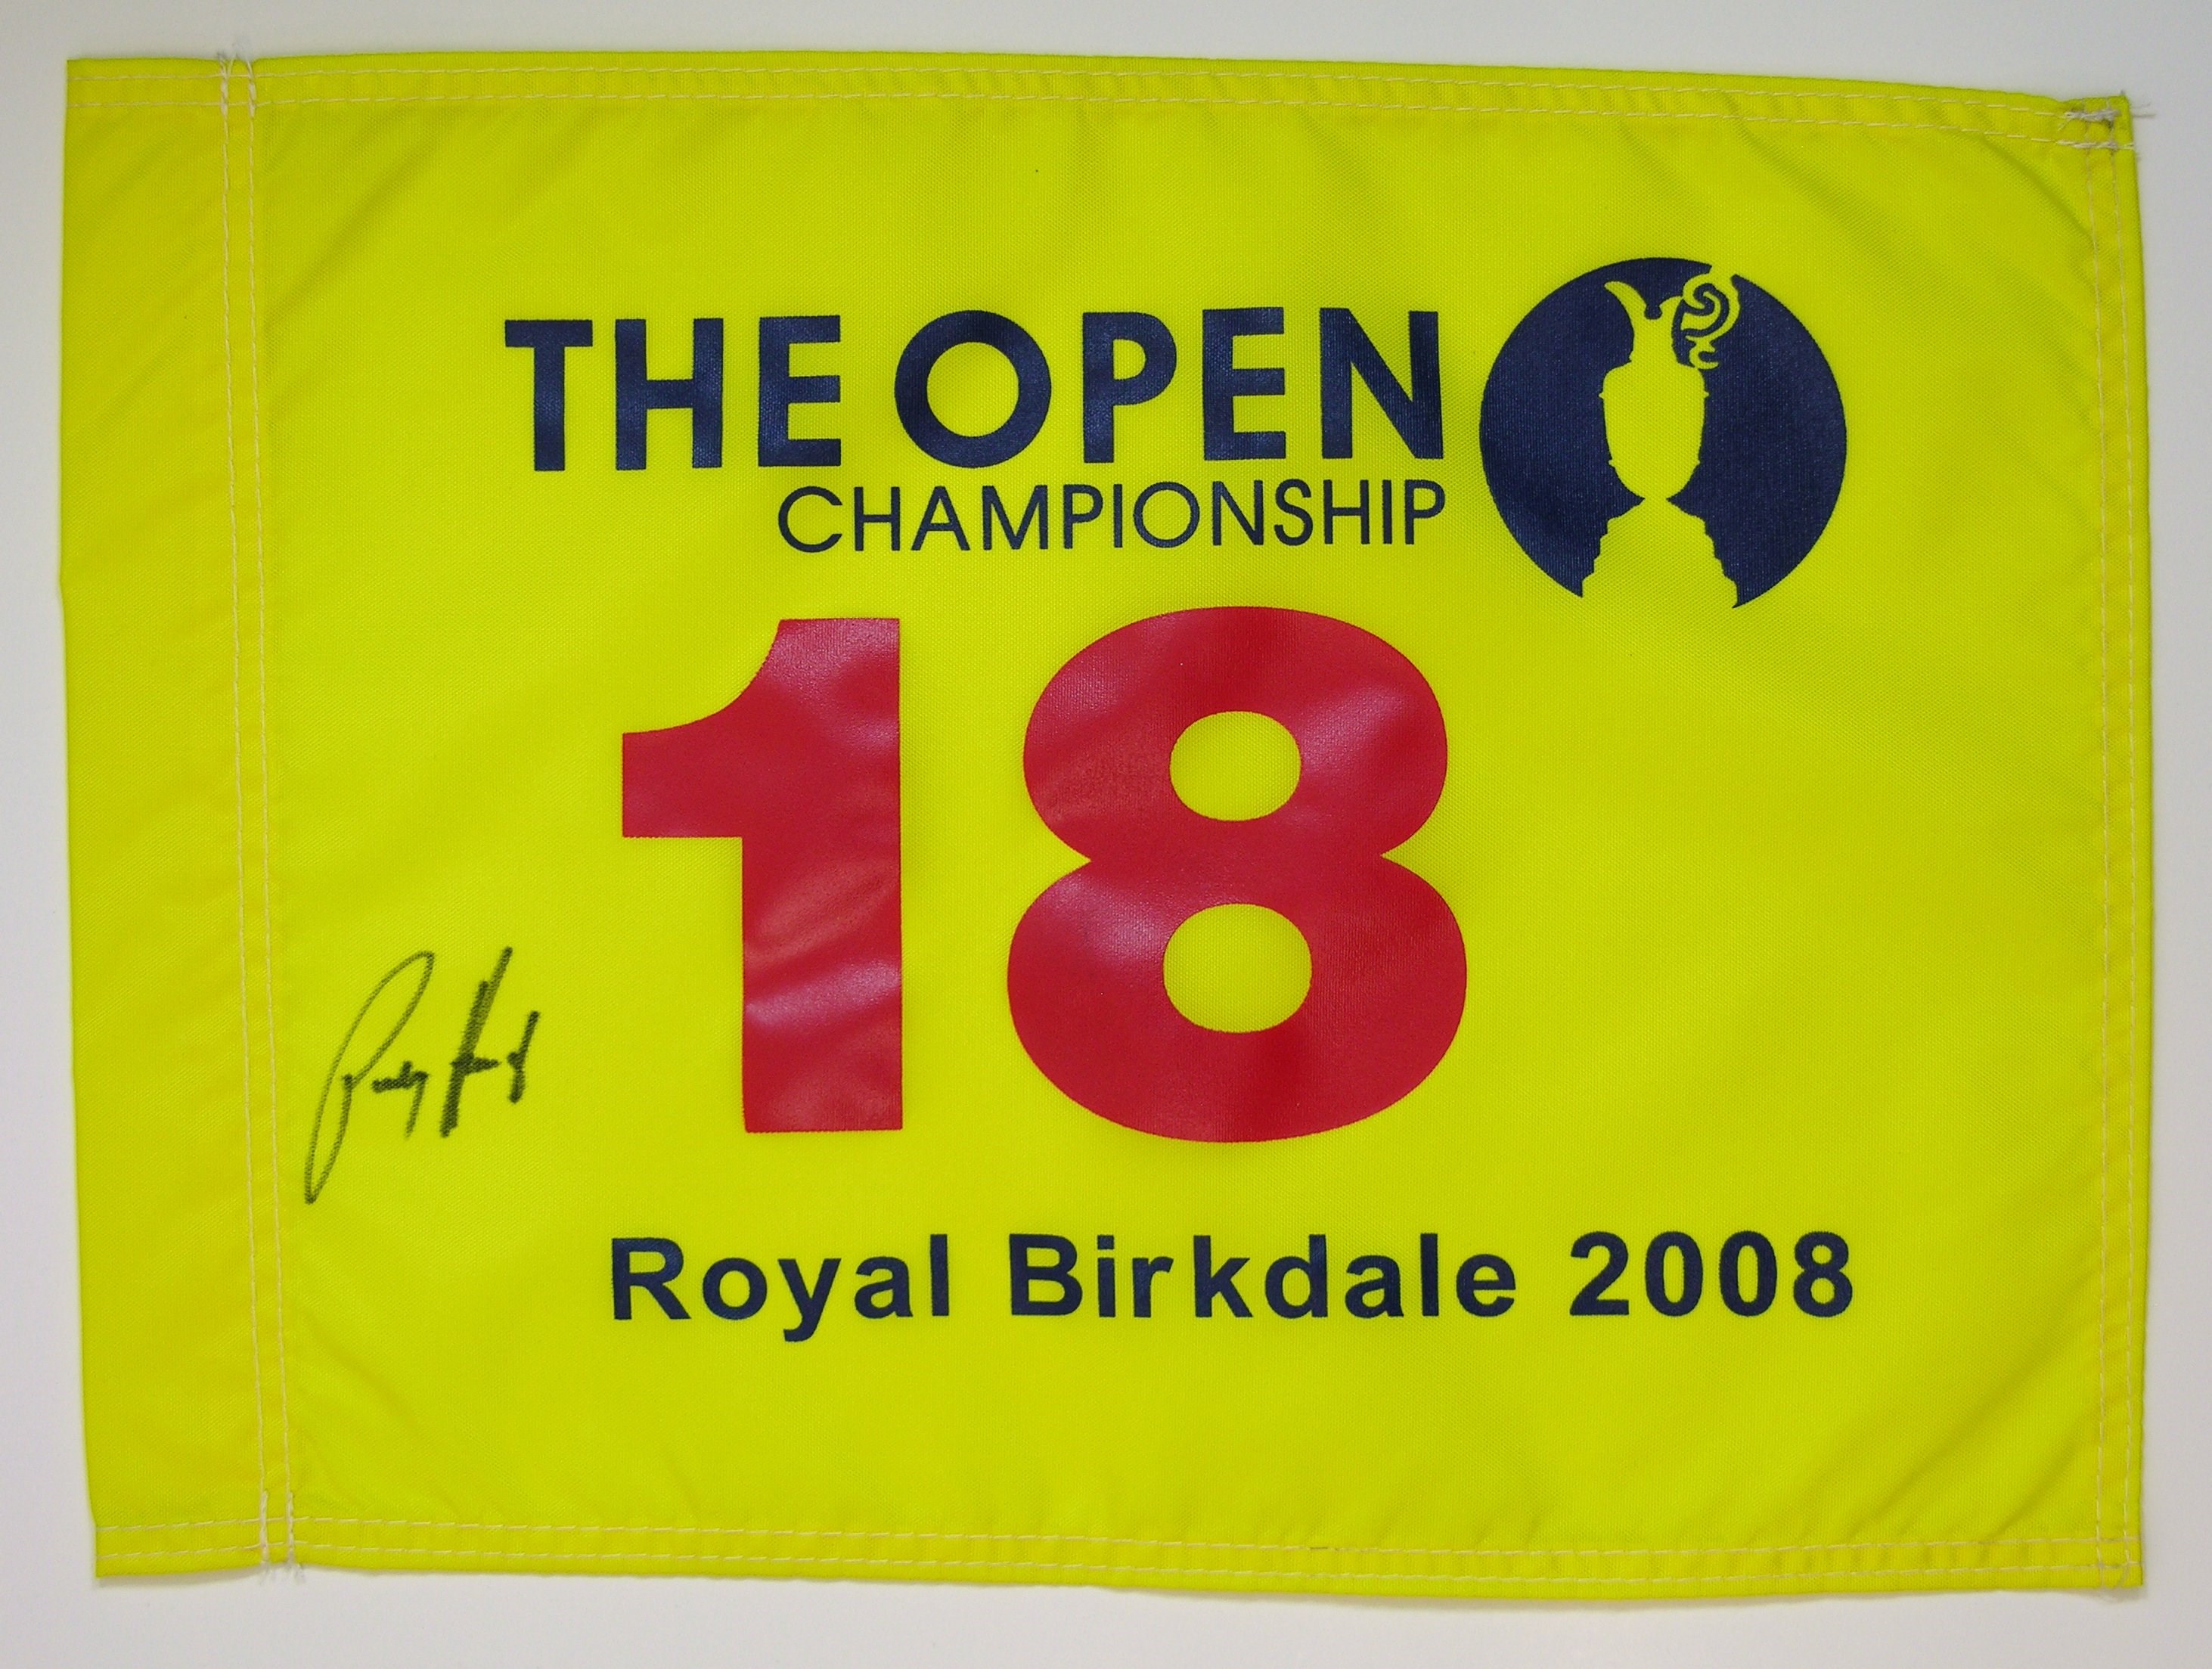 THE OPEN
CHAMPIONSHIP
18
Royal Birkdale 2008